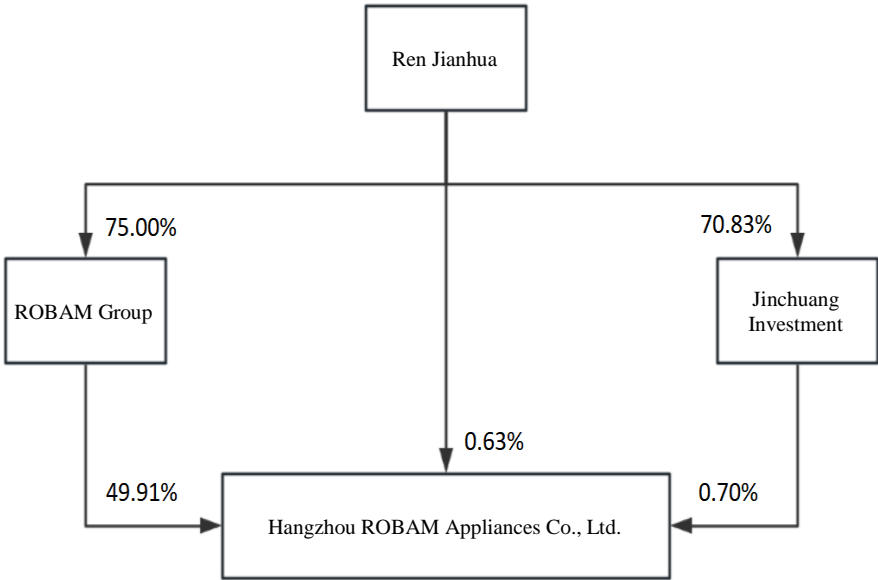 Ren Jianhua
75.00%
70.83%
ROBAM Group
Jinchuang
Investment
0.63%
49.91%
0.70%
Hangzhou ROBAM Appliances Co., Ltd.